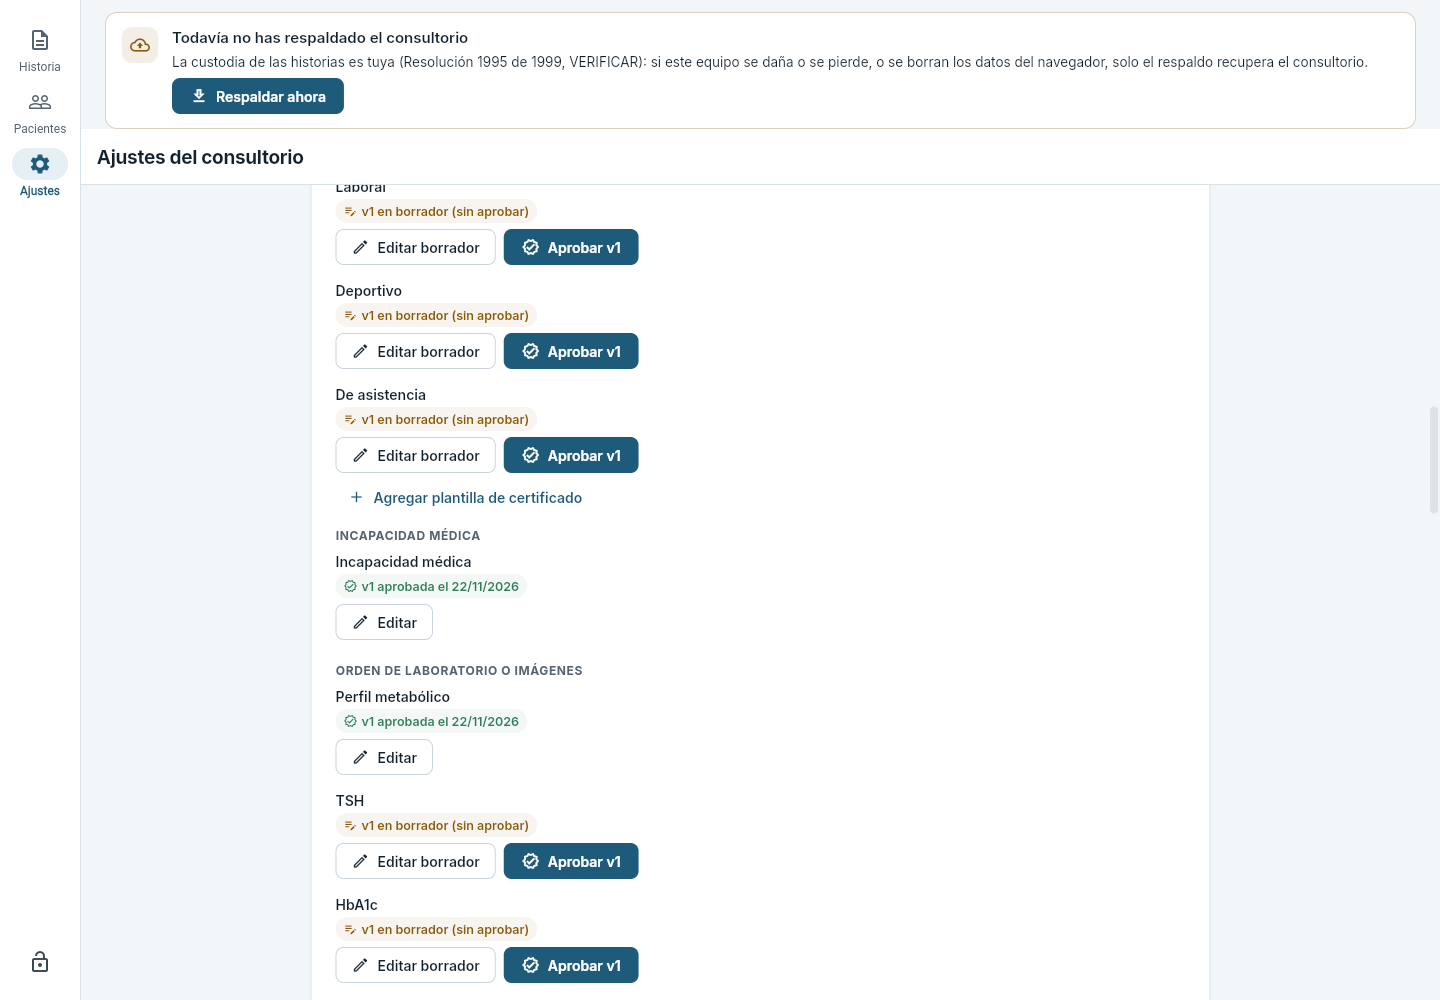 Historia
Pacientes
Ajustes
Todavía no has respaldado el consultorio
La custodia de las historias es tuya (Resolución 1995 de 1999, VERIFICAR): si este equipo se daña o se pierde, o se borran los datos del navegador, solo el respaldo recupera el consultorio.
Respaldar ahora
Ajustes del consultorio
Laboral
v1 en borrador (sin aprobar)
Editar borrador Aprobar v1
Deportivo
v1 en borrador (sin aprobar)
Editar borrador Aprobar v1
De asistencia
v1 en borrador (sin aprobar)
Editar borrador Aprobar v1
Agregar plantilla de certificado
INCAPACIDAD MÉDICA
Incapacidad médica
v1 aprobada el 22/11/2026
Editar
ORDEN DE LABORATORIO O IMÁGENES
Perfil metabólico
v1 aprobada el 22/11/2026
Editar
TSH
v1 en borrador (sin aprobar)
Editar borrador Aprobar v1
HbA1c
v1 en borrador (sin aprobar)
Editar borrador Aprobar v1